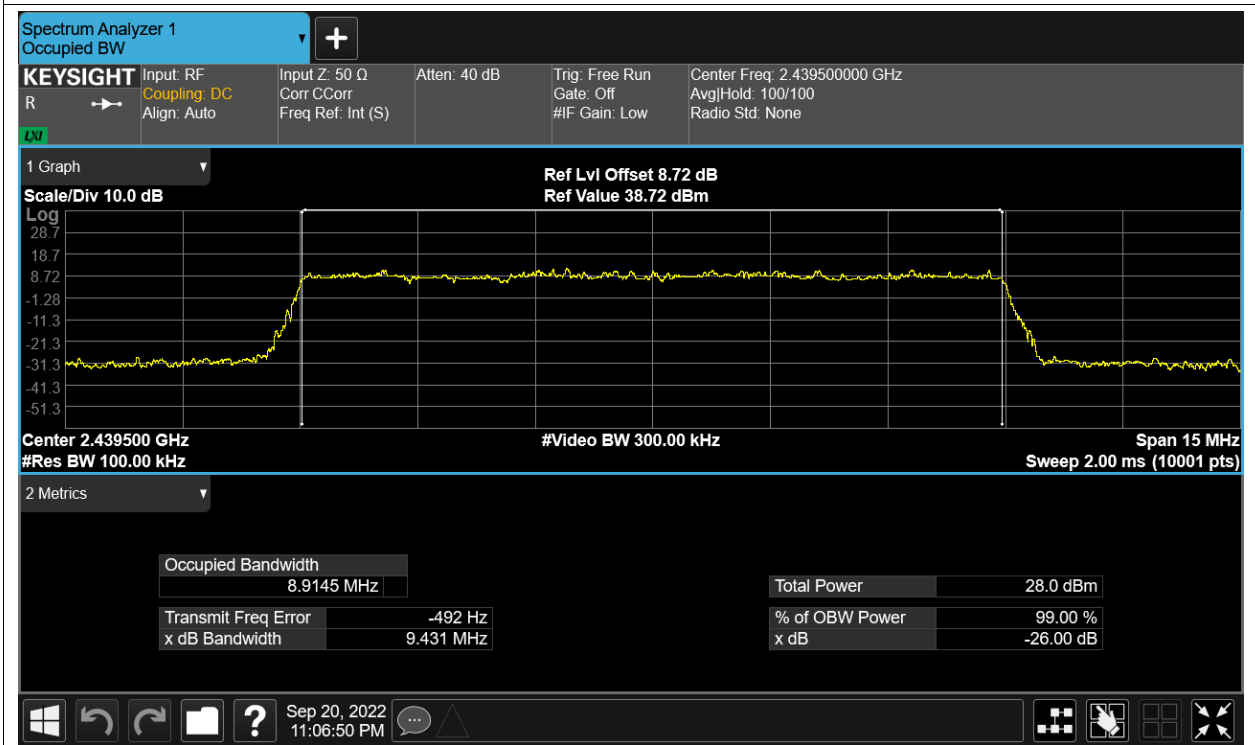 Spectrum Analyzer 1
Occupied BW
KEYSIGHT
R
LXI
Input: RF
Coupling: DC
Align: Auto
Input Z: 50 Ω
Corr CCorr
Freq Ref: Int (S)
Atten: 40 dB
Trig: Free Run
Gate: Off
#IF Gain: Low
Center Freq: 2.439500000 GHz
Avg|Hold: 100/100
Radio Std: None
1 Graph
Scale/Div 10.0 dB
Ref Lvl Offset 8.72 dB
Ref Value 38.72 dBm
Log
28.7
18.7
8.72
-1.28
-11.3
-21.3
-31.3
-41.3
-51.3
Center 2.439500 GHz
#Res BW 100.00 kHz
#Video BW 300.00 kHz
Span 15 MHz
Sweep 2.00 ms (10001 pts)
2 Metrics
Occupied Bandwidth
8.9145 MHz
Transmit Freq Error -492 Hz
x dB Bandwidth 9.431 MHz
Total Power 28.0 dBm
% of OBW Power 99.00 %
x dB -26.00 dB
?
Sep 20, 2022
11:06:50 PM